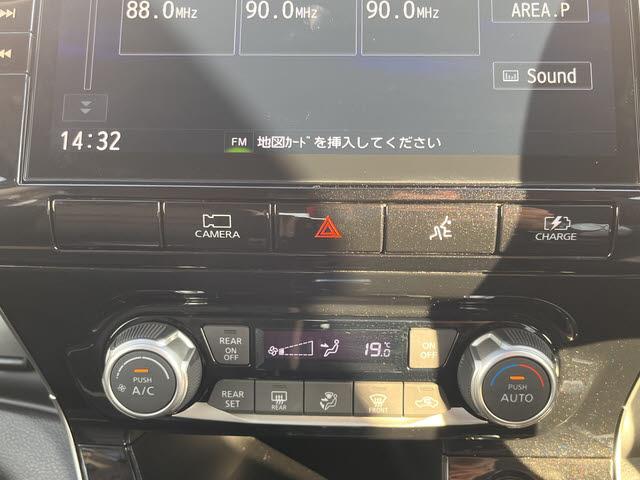 88.0MHz 90.0MHz 90.0MHz AREA.P
Sound
14:32 FM 地図ｶｰﾄﾞを挿入してください
CAMERA CHARGE
REAR ON OFF 19.0℃ ON OFF
PUSH A/C PUSH AUTO
REAR SET REAR FRONT